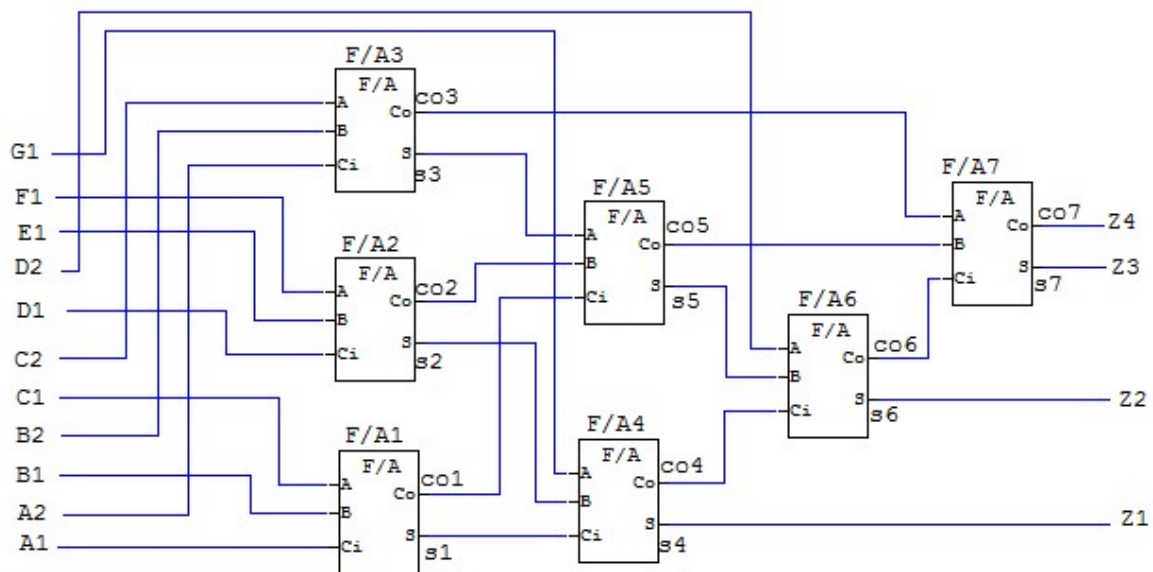 F/A3
F/A
A
Co
co3
B
Ci
S
s3
G1
F1
E1
D2
D1
C2
C1
B2
B1
A2
A1
F/A2
F/A
A
Co
co2
B
Ci
S
s2
F/A1
F/A
A
Co
co1
B
Ci
S
s1
F/A5
F/A
A
Co
co5
B
Ci
S
s5
F/A4
F/A
A
Co
co4
B
Ci
S
s4
F/A6
F/A
A
Co
co6
B
Ci
S
s6
F/A7
F/A
A
Co
co7
B
Ci
S
s7
Z4
Z3
Z2
Z1